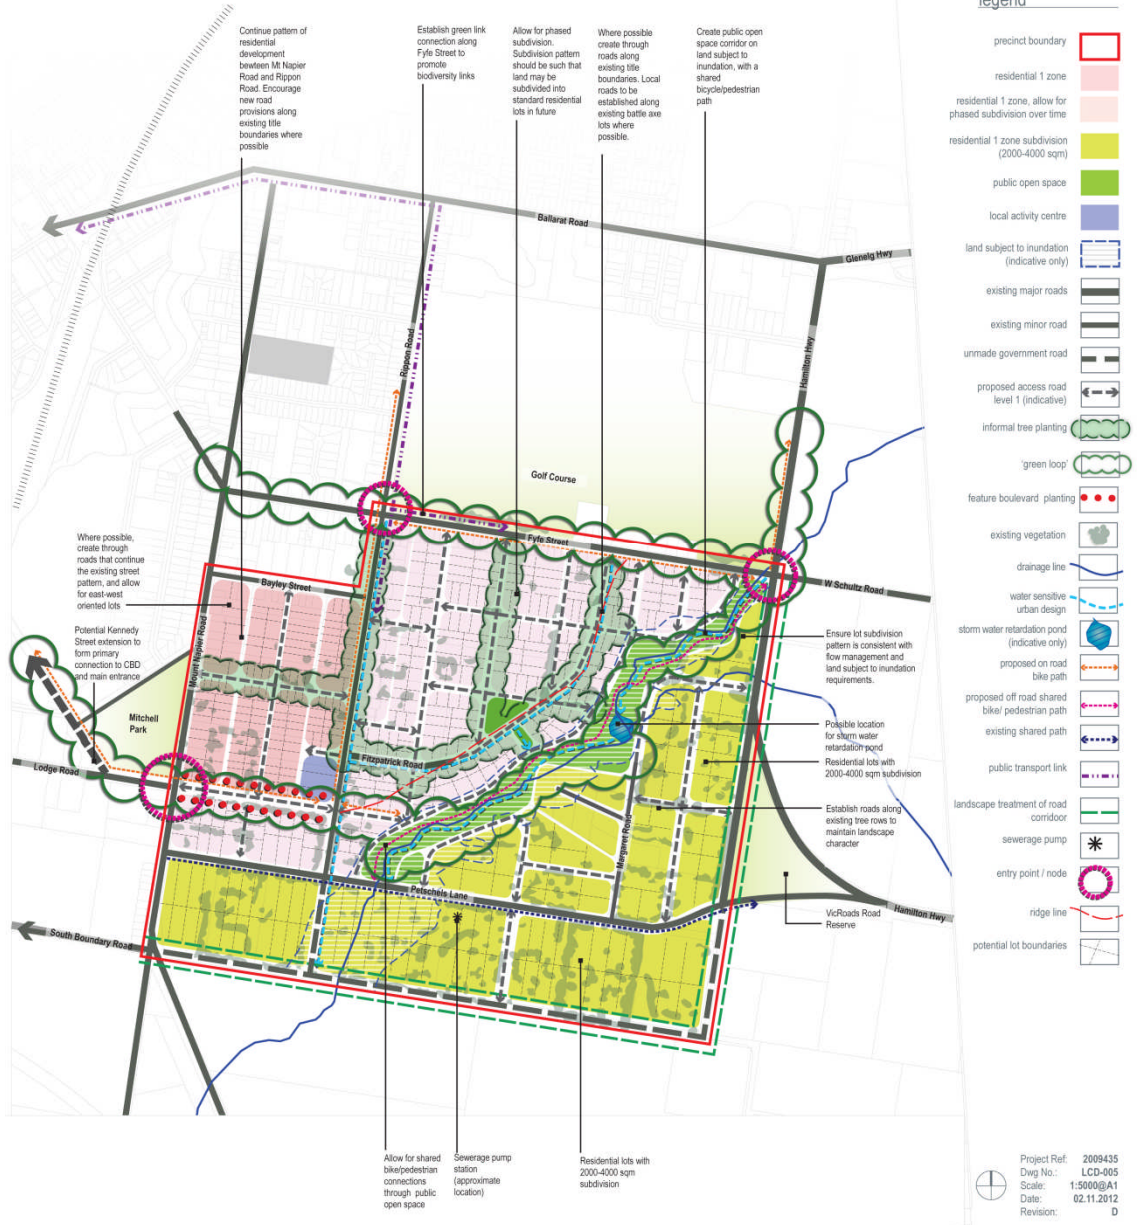 legend
Continue pattern of
residential
development
bewteen Mt Napier
Road and Rippon
Road. Encourage
new road
provisions along
existing title
boundaries where
possible
Establish green link
connection along
Fyfe Street to
promote
biodiversity links
Allow for phased
subdivision.
Subdivision pattern
should be such that
land may be
subdivided into
standard residential
lots in future
Where possible
create through
roads along
existing title
boundaries. Local
roads to be
established along
existing battle axe
lots where
possible.
Create public open
space corridor on
land subject to
inundation, with a
shared
bicycle/pedestrian
path
precinct boundary
residential 1 zone
residential 1 zone, allow for
phased subdivision over time
residential 1 zone subdivision
(2000-4000 sqm)
public open space
local activity centre
land subject to inundation
(indicative only)
existing major roads
existing minor road
unmade government road
proposed access road
level 1 (indicative)
informal tree planting
'green loop'
feature boulevard planting
existing vegetation
drainage line
water sensitive
urban design
storm water retardation pond
(indicative only)
proposed on road
bike path
proposed off road shared
bike/ pedestrian path
existing shared path
public transport link
landscape treatment of road
corridoor
sewerage pump
entry point / node
ridge line
potential lot boundaries
Ballarat Road
Glenelg Hwy
Rippon Road
Hamilton Hwy
Golf Course
Fyfe Street
W Schultz Road
Where possible,
create through
roads that continue
the existing street
pattern, and allow
for east-west
oriented lots
Bayley Street
Mount Napier Road
Potential Kennedy
Street extension to
form primary
connection to CBD
and main entrance
Mitchell
Park
Lodge Road
Fitzpatrick Road
Ensure lot subdivision
pattern is consistent with
flow management and
land subject to inundation
requirements.
Possible location
for storm water
retardation pond
Residential lots with
2000-4000 sqm subdivision
Establish roads along
existing tree rows to
maintain landscape
character
Margaret Road
Petschels Lane
VicRoads Road
Reserve
Hamilton Hwy
South Boundary Road
Allow for shared
bike/pedestrian
connections
through public
open space
Sewerage pump
station
(approximate
location)
Residential lots with
2000-4000 sqm
subdivision
Project Ref: 2009435
Dwg No.: LCD-005
Scale: 1:5000@A1
Date: 02.11.2012
Revision: D